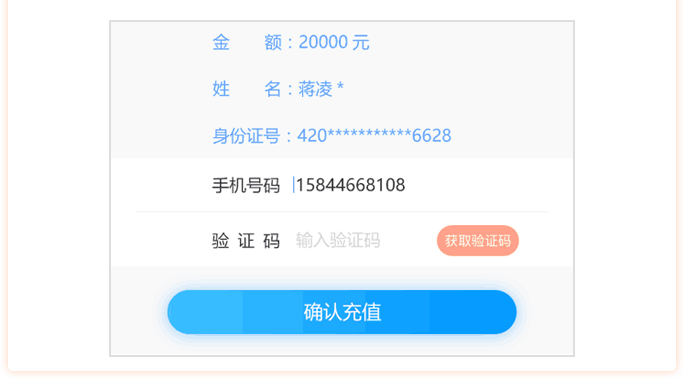 金 额：20000 元
姓 名：蒋凌 *
身份证号：420***********6628
手机号码 15844668108
验 证 码 输入验证码 获取验证码
确认充值